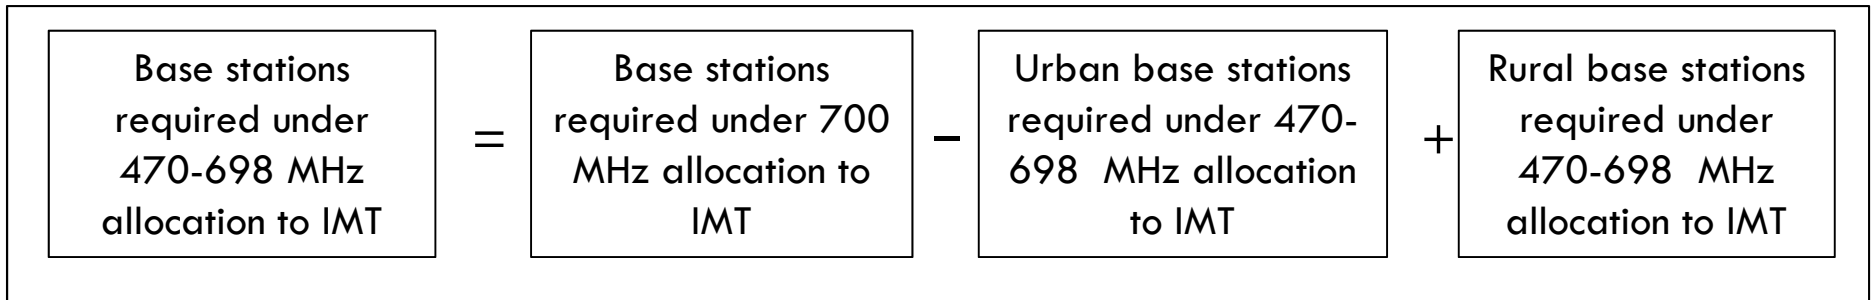 Base stations
required under
470-698 MHz
allocation to IMT
=
Base stations
required under 700
MHz allocation to
IMT
–
Urban base stations
required under 470-
698 MHz allocation
to IMT
+
Rural base stations
required under
470-698 MHz
allocation to IMT